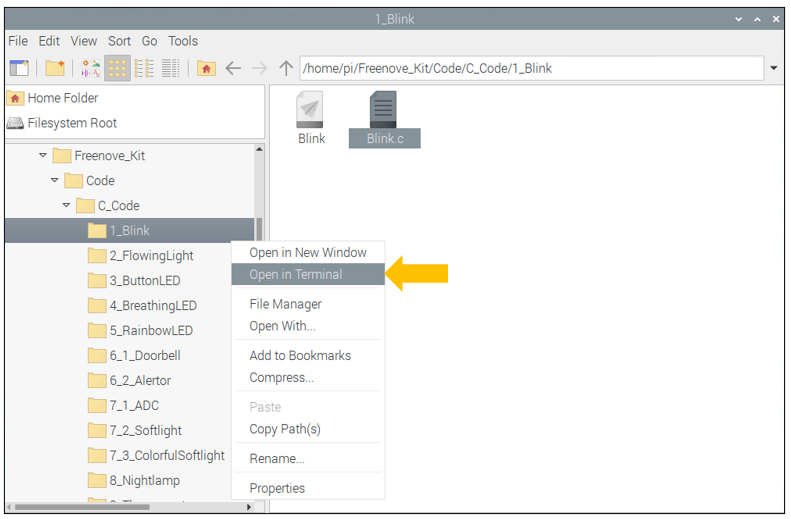 1_Blink
File Edit View Sort Go Tools
/home/pi/Freenove_Kit/Code/C_Code/1_Blink
Home Folder
Filesystem Root
Freenove_Kit
Code
C_Code
1_Blink
2_FlowingLight
3_ButtonLED
4_BreathingLED
5_RainbowLED
6_1_Doorbell
6_2_Alertor
7_1_ADC
7_2_Softlight
7_3_ColorfulSoftlight
8_Nightlamp
Blink
Blink.c
Open in New Window
Open in Terminal
File Manager
Open With...
Add to Bookmarks
Compress...
Paste
Copy Path(s)
Rename...
Properties